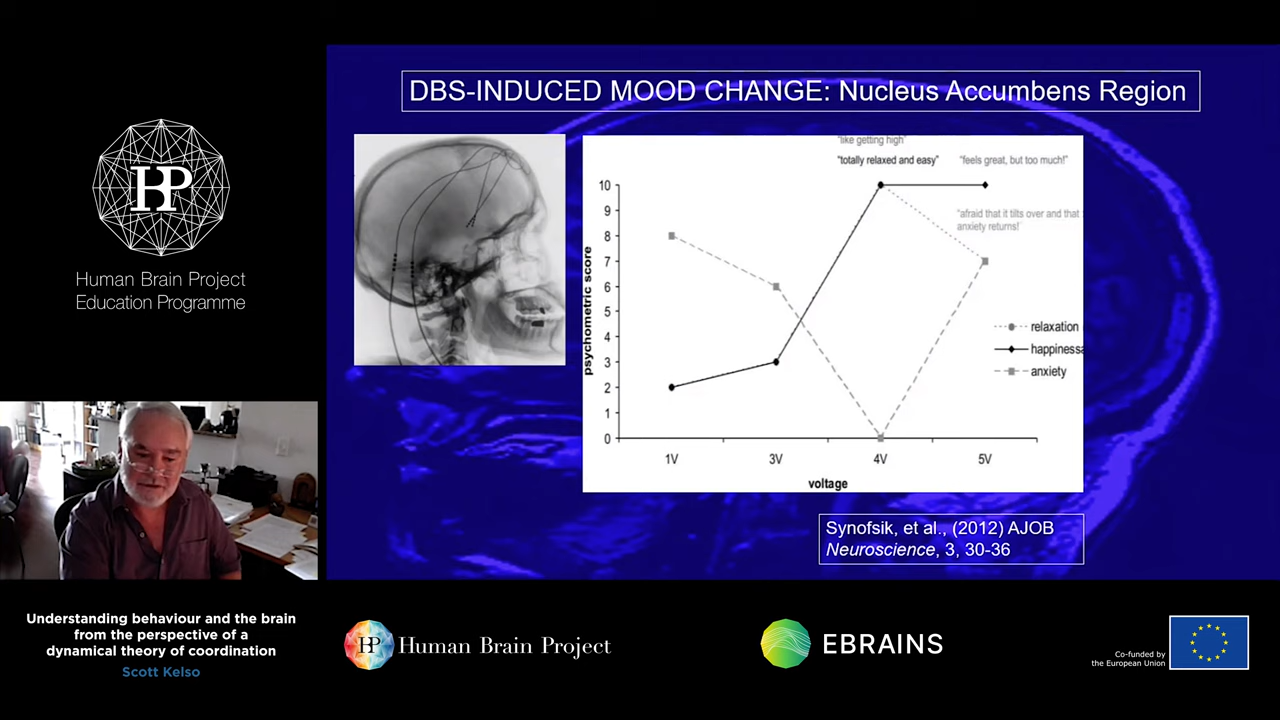 DBS-INDUCED MOOD CHANGE: Nucleus Accumbens Region
HP
Human Brain Project
Education Programme
"like getting high"
"totally relaxed and easy"
"feels great, but too much!"
"afraid that it tilts over and that
anxiety returns!
10
9
8
7
6
5
4
3
2
1
0
psychometric score
relaxation
happinessa
anxiety
1V
3V
4V
5V
voltage
Synofsik, et al., (2012) AJOB
Neuroscience, 3, 30-36
Understanding behaviour and the brain
from the perspective of a
dynamical theory of coordination
Scott Kelso
HP
Human Brain Project
EBRAINS
Co-funded by
the European Union